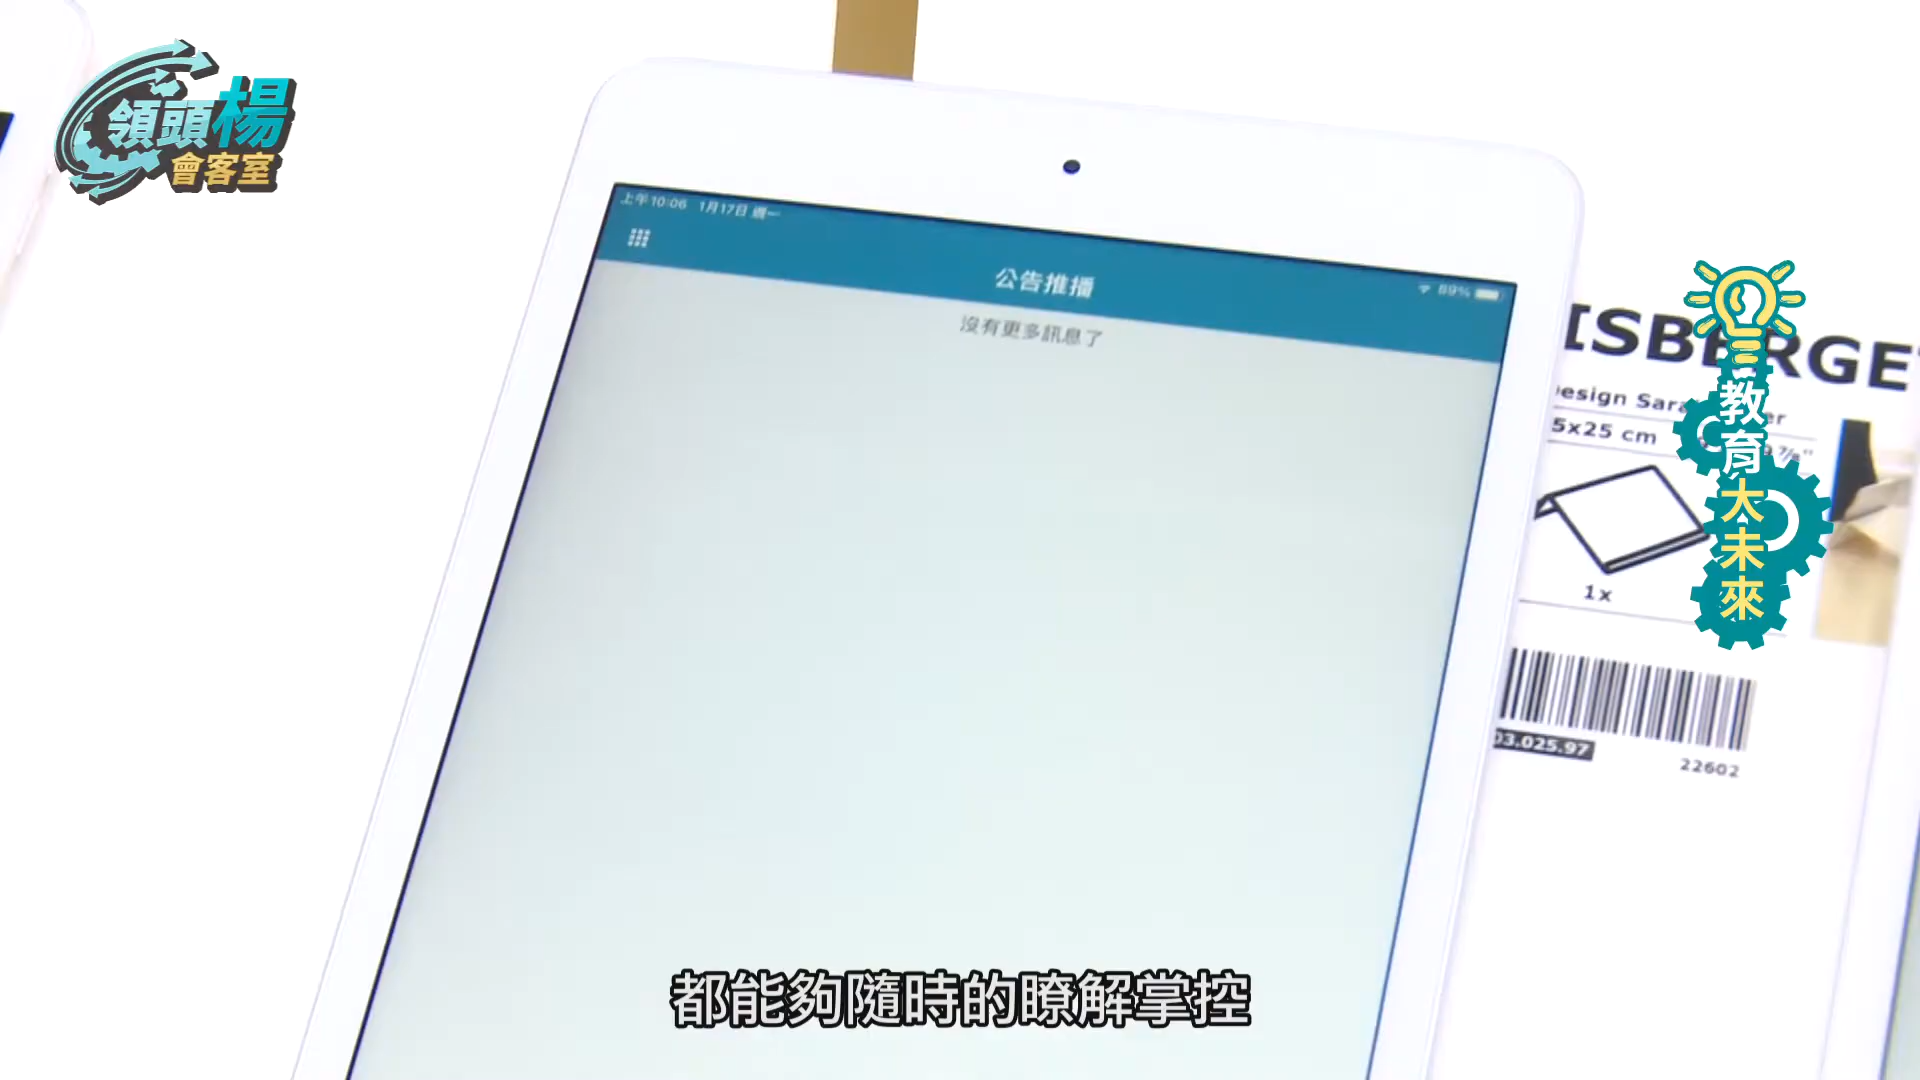 領頭楊
會客室
上午10:06 1月17日 週一
89%
公告推播
沒有更多訊息了
ISBERGE
esign Sara
5x25 cm
1x
03.025.97
22602
教育大未來
都能夠隨時的瞭解掌控